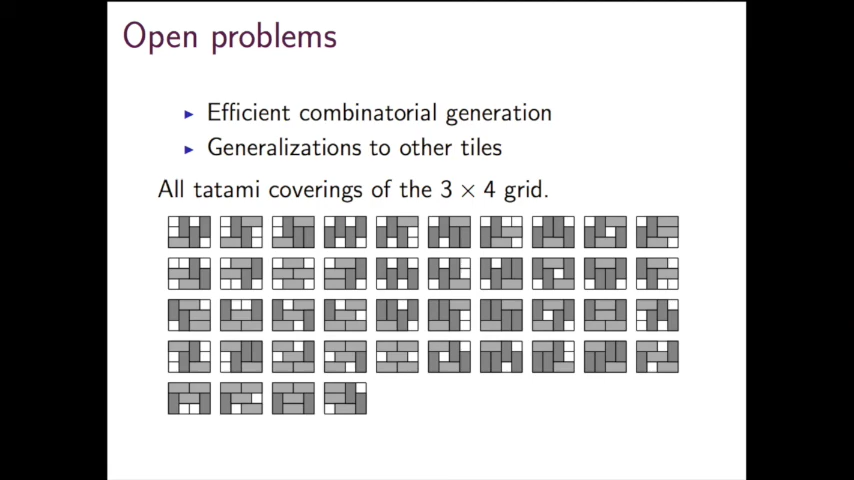 Open problems
► Efficient combinatorial generation
► Generalizations to other tiles
All tatami coverings of the 3 × 4 grid.